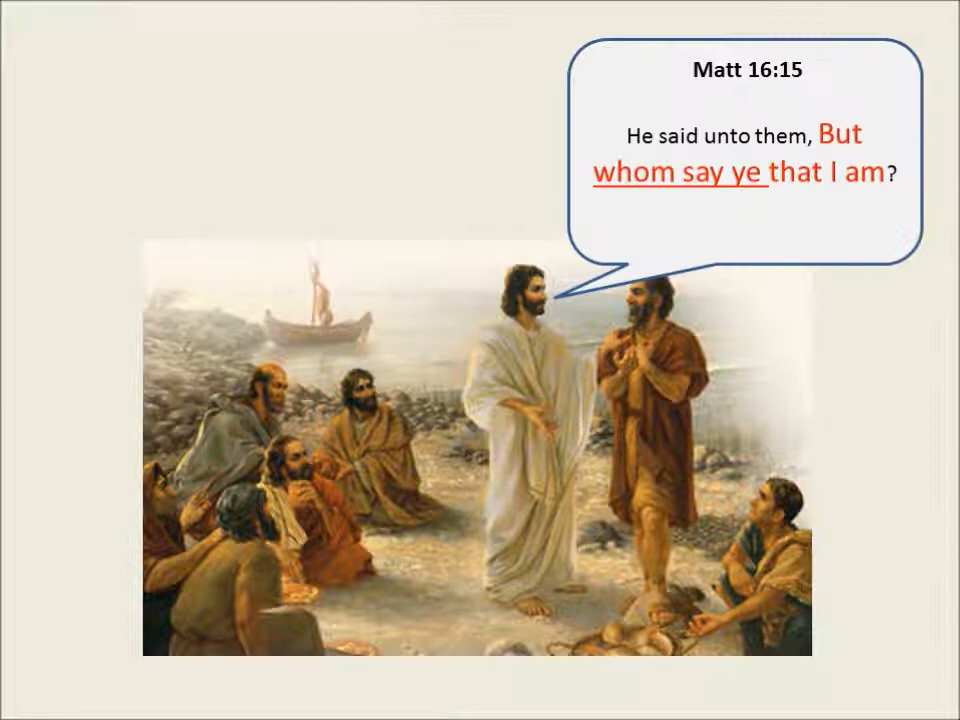 Matt 16:15
He said unto them, But
whom say ye that I am?